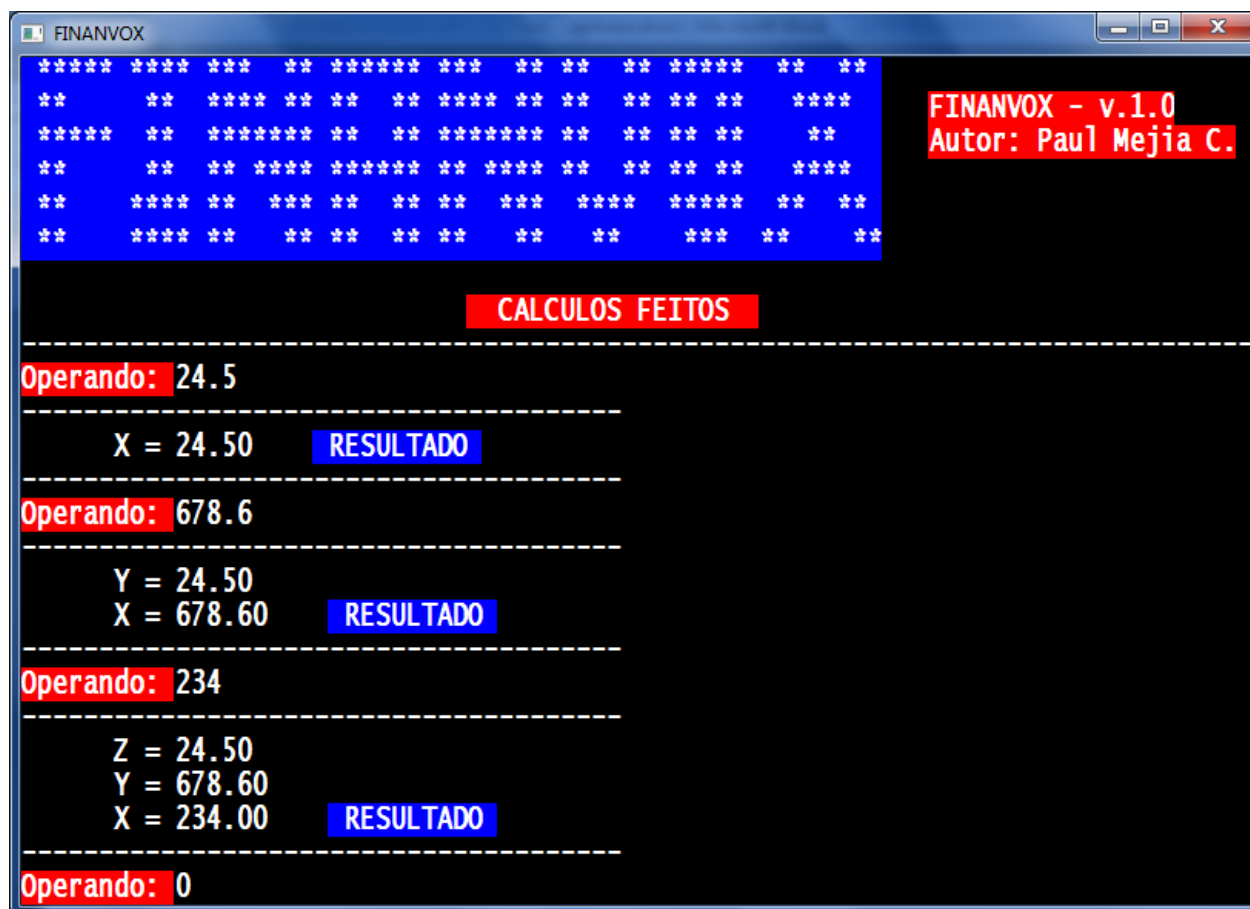 FINANVOX
FINANVOX
FINANVOX - v.1.0
Autor: Paul Mejia C.
CALCULOS FEITOS
Operando: 24.5
X = 24.50 RESULTADO
Operando: 678.6
Y = 24.50
X = 678.60 RESULTADO
Operando: 234
Z = 24.50
Y = 678.60
X = 234.00 RESULTADO
Operando: 0